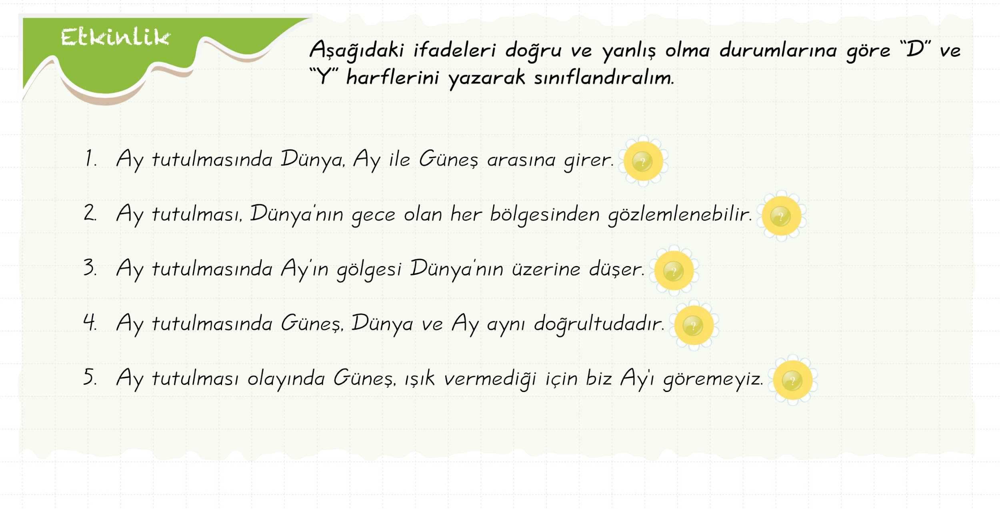 Etkinlik
Aşağıdaki ifadeleri doğru ve yanlış olma durumlarına göre “D” ve
“Y” harflerini yazarak sınıflandıralım.
1. Ay tutulmasında Dünya, Ay ile Güneş arasına girer. ?
2. Ay tutulması, Dünya’nın gece olan her bölgesinden gözlemlenebilir. ?
3. Ay tutulmasında Ay’ın gölgesi Dünya’nın üzerine düşer. ?
4. Ay tutulmasında Güneş, Dünya ve Ay aynı doğrultudadır. ?
5. Ay tutulması olayında Güneş, ışık vermediği için biz Ay'ı göremeyiz. ?